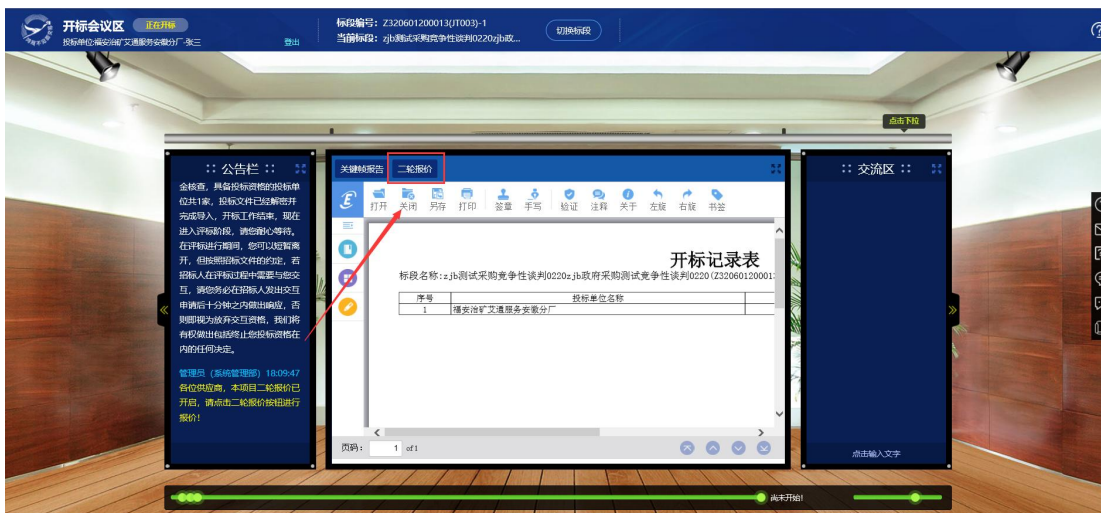 开标会议区 正在开标
投标单位:福安治矿艾通服务安徽分厂-张三 登出
标段编号：Z320601200013(JT003)-1
当前标段：zjb测试采购竞争性谈判0220zjb政...
切换标段
点击下拉
:: 公告栏 ::
金核查，具备投标资格的投标单
位共1家，投标文件已经解密并
完成导入，开标工作结束，现在
进入评标阶段，请您耐心等待。
在评标进行期间，您可以短暂离
开，但按照招标文件的约定，若
招标人在评标过程中需要与您交
互，请您务必在招标人发出交互
申请后十分钟之内做出响应，否
则即视为放弃交互资格，我们将
有权做出包括终止您投标资格在
内的任何决定。
管理员（系统管理部）18:09:47
各位供应商，本项目二轮报价已
开启，请点击二轮报价按钮进行
报价！
关键帧报告 二轮报价
打开 关闭 另存 打印 签章 手写 验证 注释 关于 左旋 右旋 书签
开标记录表
标段名称:zjb测试采购竞争性谈判0220zjb政府采购测试竞争性谈判0220(Z32060120001
序号 投标单位名称
1 福安治矿艾通服务安徽分厂
页码： 1 of1
:: 交流区 ::
点击输入文字
尚未开始!